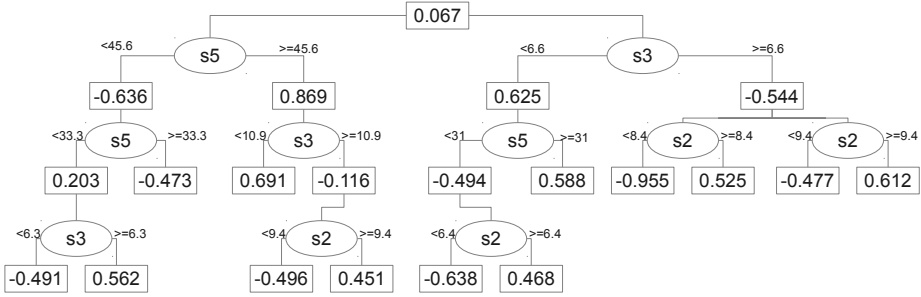 0.067
<45.6 s5 >=45.6 <6.6 s3 >=6.6
-0.636 0.869 0.625 -0.544
<33.3 s5 >=33.3 <10.9 s3 >=10.9 <31 s5 >=31 <8.4 s2 >=8.4 <9.4 s2 >=9.4
0.203 -0.473 0.691 -0.116 -0.494 0.588 -0.955 0.525 -0.477 0.612
<6.3 s3 >=6.3 <9.4 s2 >=9.4 <6.4 s2 >=6.4
-0.491 0.562 -0.496 0.451 -0.638 0.468